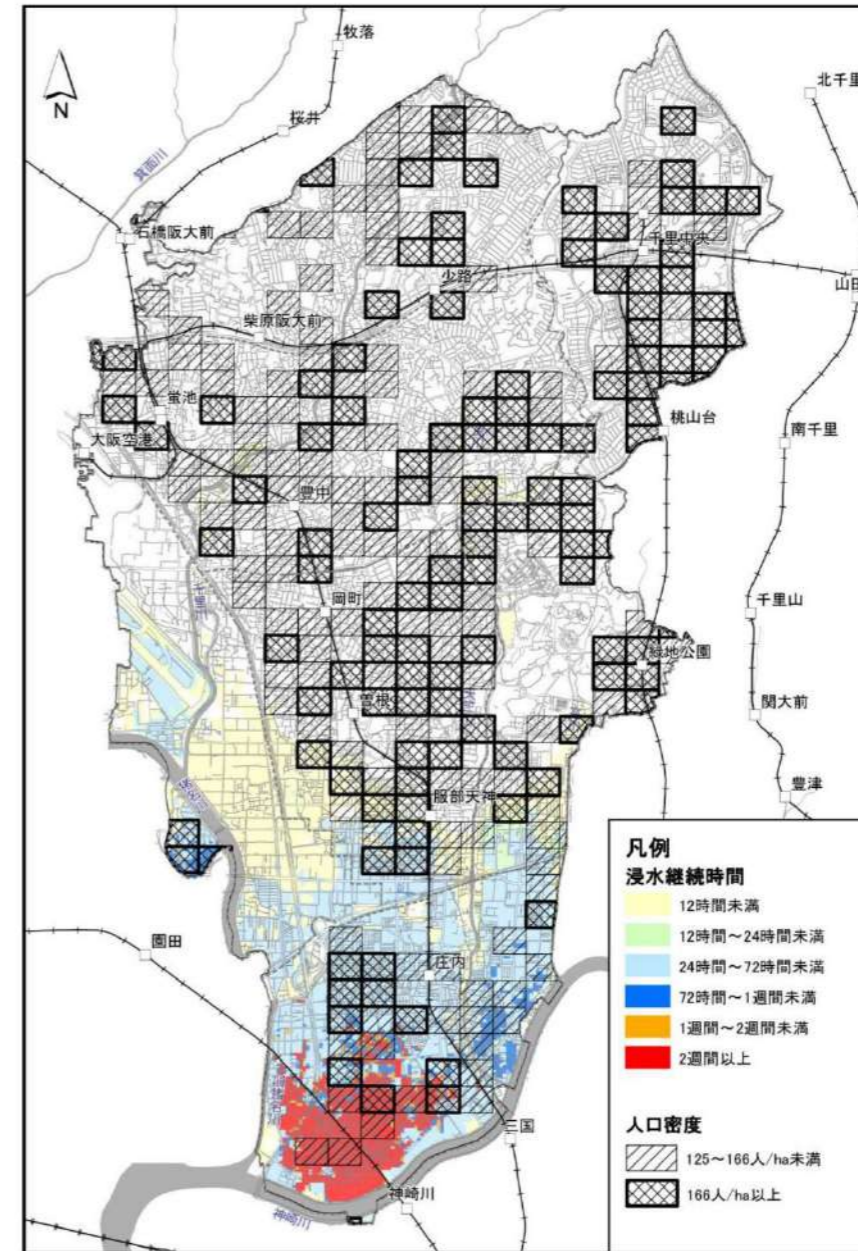 牧落
北千里
桜井
N
箕面川
石橋阪大前
千里中央
少路
山田
柴原阪大前
蛍池
桃山台
大阪空港
南千里
豊中
千里川
岡町
千里山
緑地公園
曽根
関大前
豊津
服部天神
園田
庄内
三国
神崎川
神崎川
凡例
浸水継続時間
12時間未満
12時間～24時間未満
24時間～72時間未満
72時間～1週間未満
1週間～2週間未満
2週間以上
人口密度
125～166人/ha未満
166人/ha以上